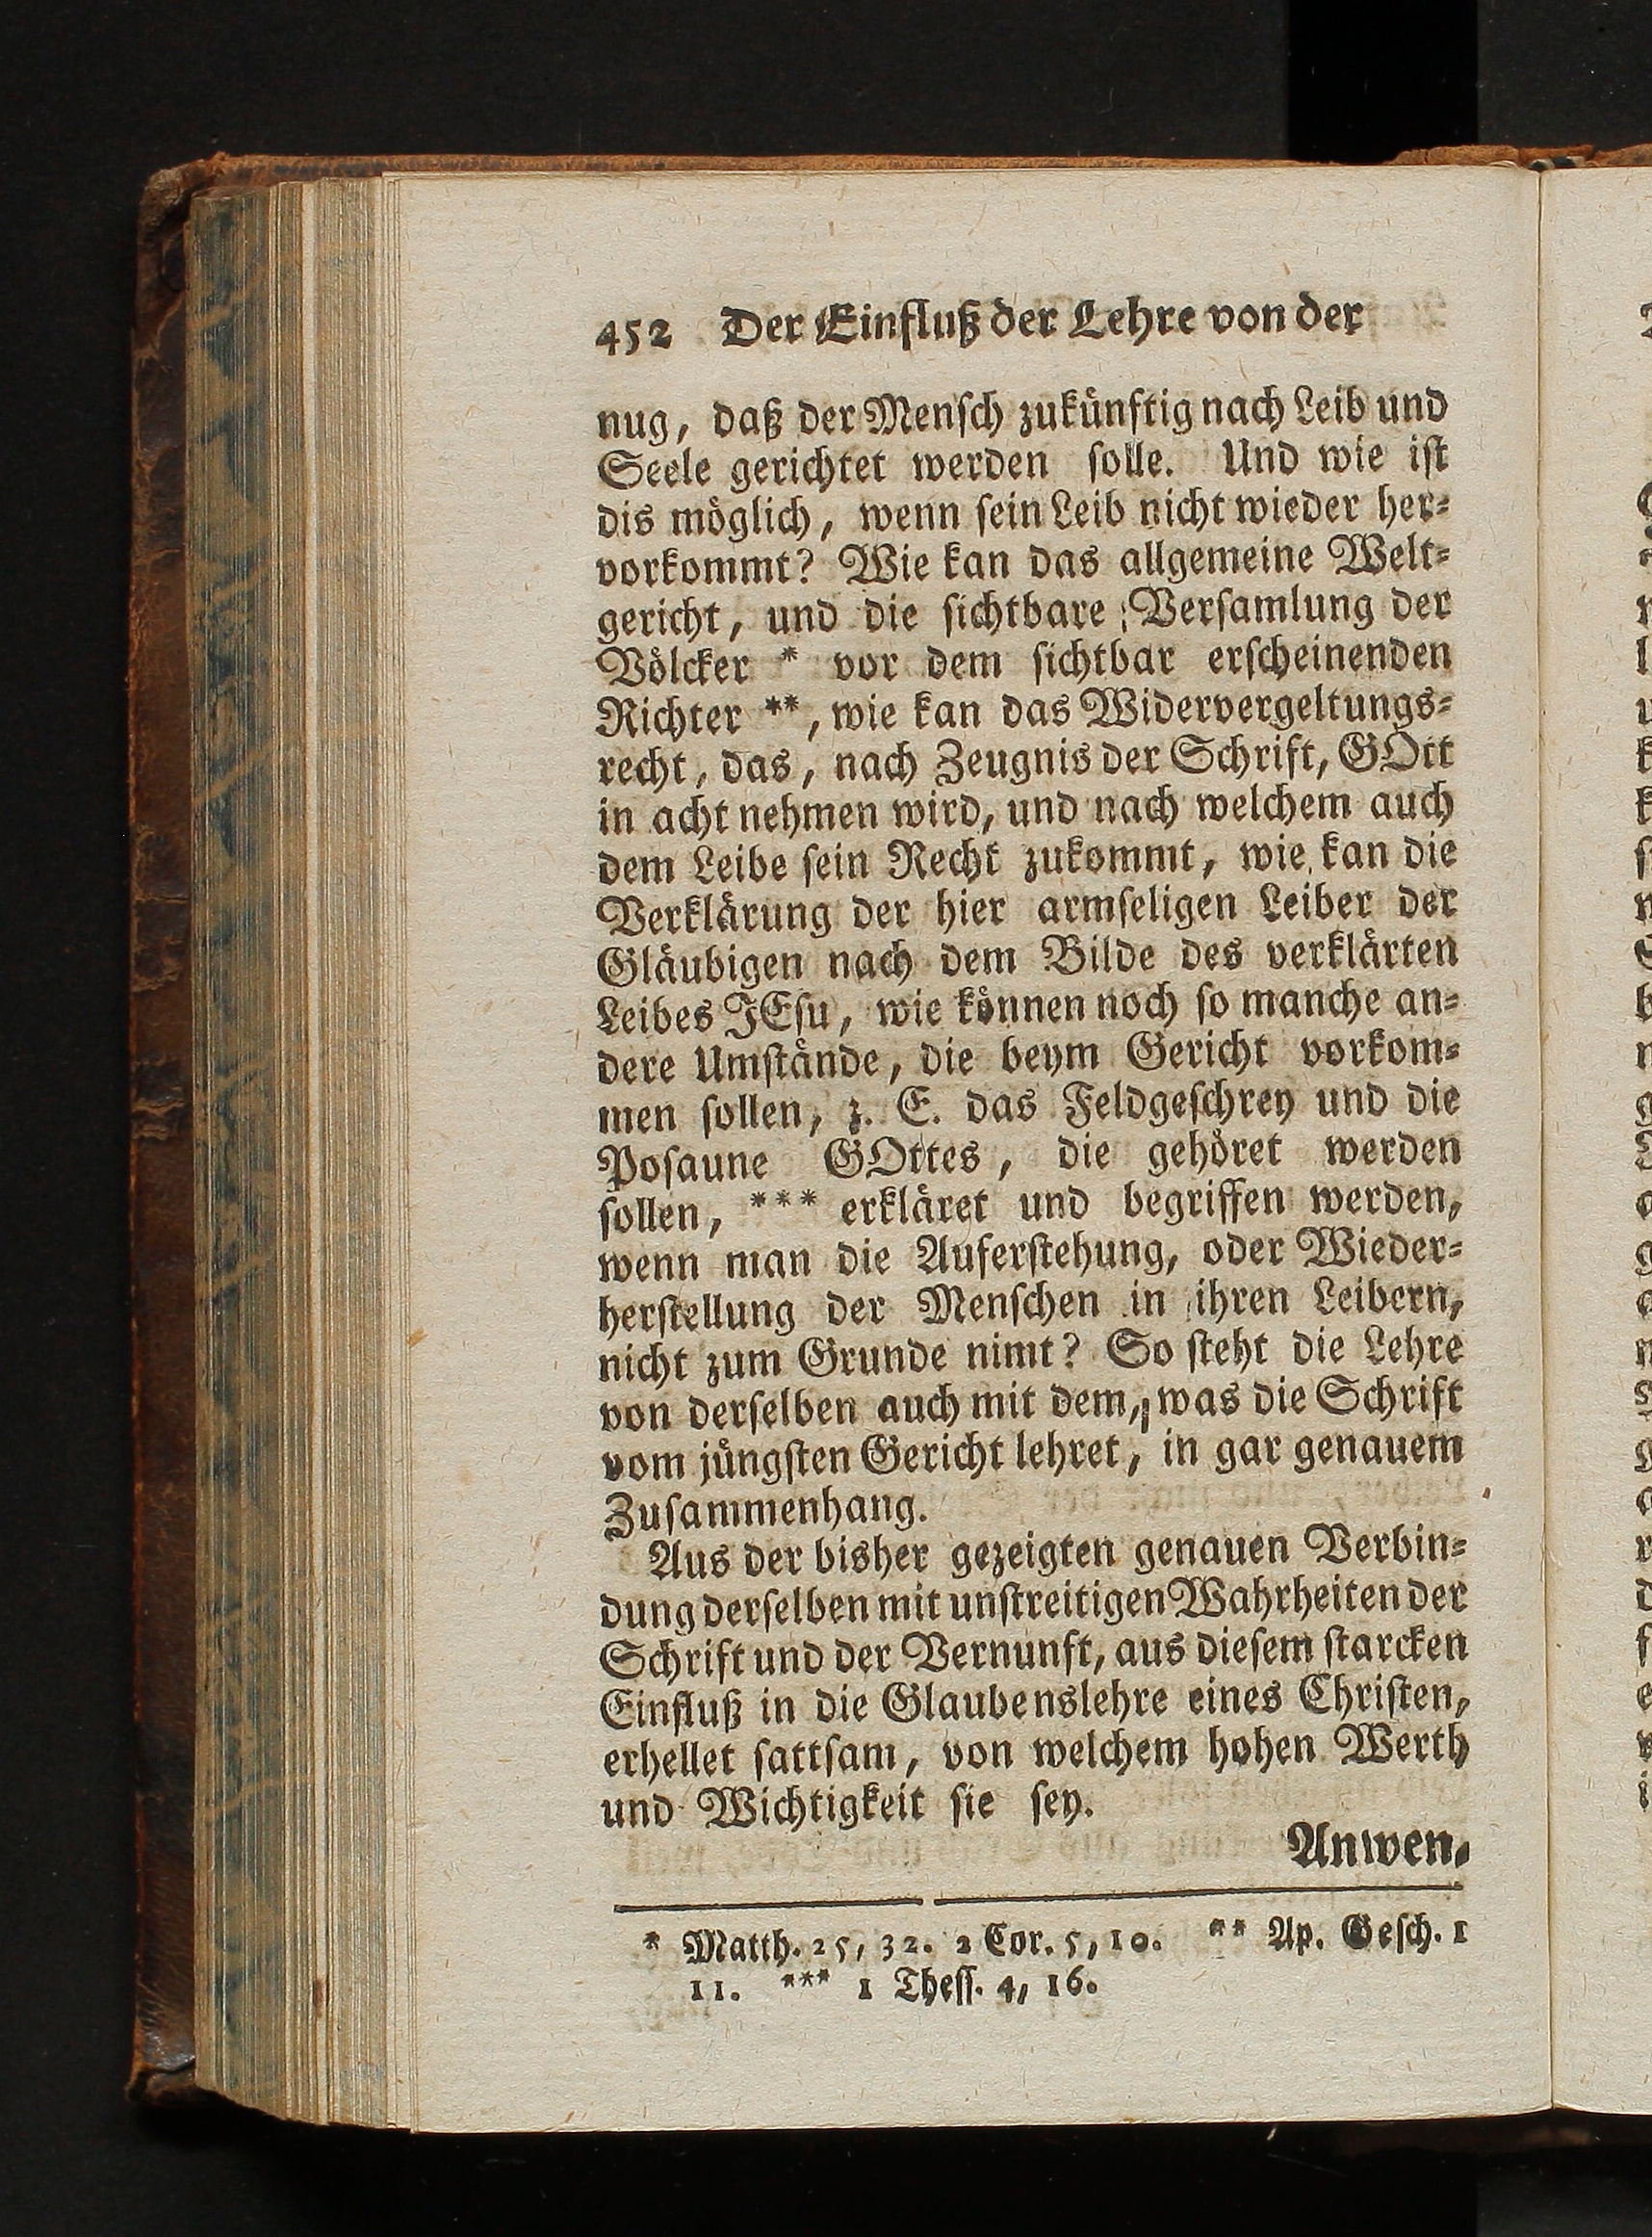 452 Der Einfluß der Lehre von der
nug, daß der Mensch zukünftig nach Leib und
Seele gerichtet werden solle. Und wie ist
dis möglich, wenn sein Leib nicht wieder her-
vorkommt? Wie kan das allgemeine Welt-
gericht, und die sichtbare Versamlung der
Völcker * vor dem sichtbar erscheinenden
Richter **, wie kan das Widervergeltungs-
recht, das, nach Zeugnis der Schrift, GOtt
in acht nehmen wird, und nach welchem auch
dem Leibe sein Recht zukommt, wie kan die
Verklärung der hier armseligen Leiber der
Gläubigen nach dem Bilde des verklärten
Leibes JEsu, wie können noch so manche an-
dere Umstände, die beym Gericht vorkom-
men sollen, z. E. das Feldgeschrey und die
Posaune GOttes, die gehöret werden
sollen, *** erkläret und begriffen werden,
wenn man die Auferstehung, oder Wieder-
herstellung der Menschen in ihren Leibern,
nicht zum Grunde nimt? So steht die Lehre
von derselben auch mit dem, was die Schrift
vom jüngsten Gericht lehret, in gar genauem
Zusammenhang.
Aus der bisher gezeigten genauen Verbin-
dung derselben mit unstreitigen Wahrheiten der
Schrift und der Vernunft, aus diesem starcken
Einfluß in die Glaubenslehre eines Christen,
erhellet sattsam, von welchem hohen Werth
und Wichtigkeit sie sey.
Anwen-
* Matth. 25, 32. 2 Cor. 5, 10. ** Ap. Gesch. 1
11. *** 1 Thess. 4, 16.